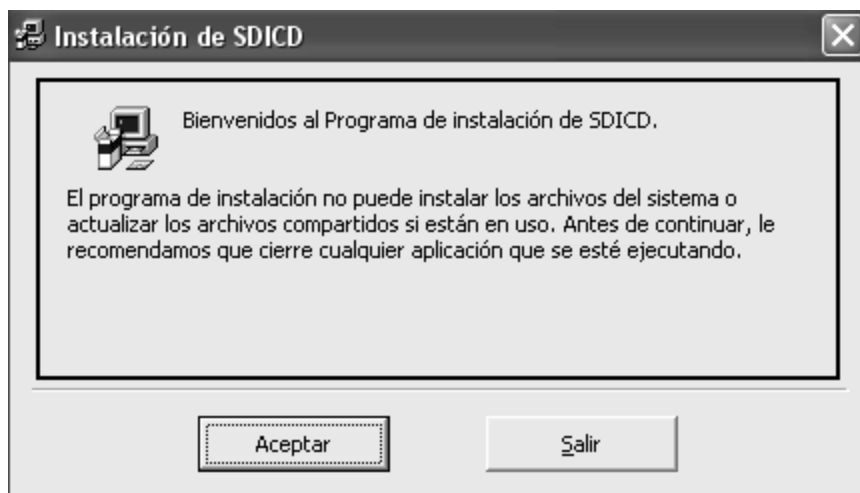 Instalación de SDICD
Bienvenidos al Programa de instalación de SDICD.
El programa de instalación no puede instalar los archivos del sistema o
actualizar los archivos compartidos si están en uso. Antes de continuar, le
recomendamos que cierre cualquier aplicación que se esté ejecutando.
Aceptar
Salir